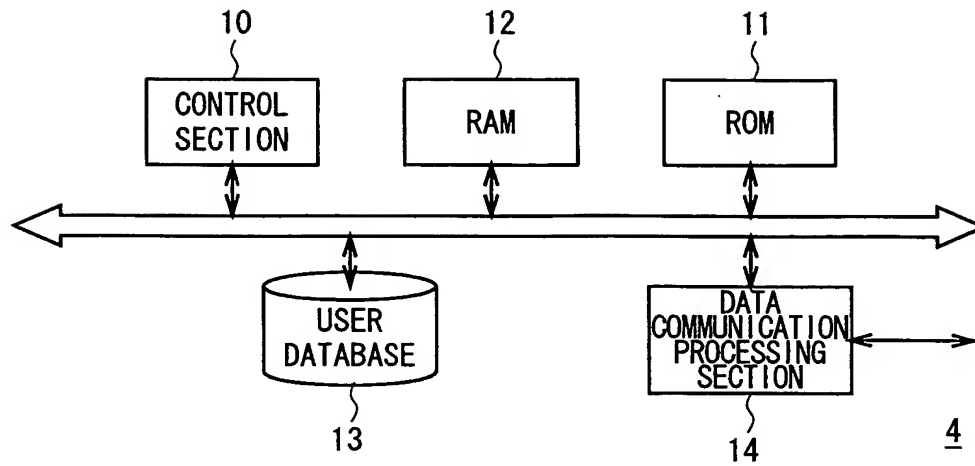 10
12
11
CONTROL
SECTION
RAM
ROM
USER
DATABASE
DATA
COMMUNICATION
PROCESSING
SECTION
13
14
4